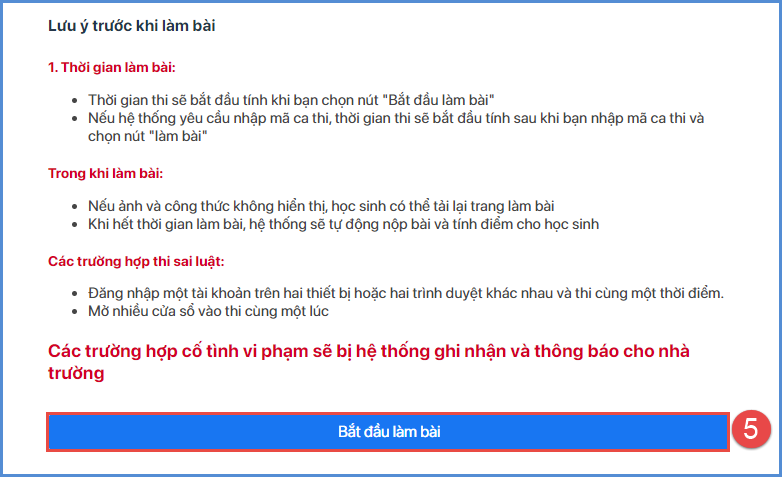 Lưu ý trước khi làm bài
1. Thời gian làm bài:
Thời gian thi sẽ bắt đầu tính khi bạn chọn nút "Bắt đầu làm bài"
Nếu hệ thống yêu cầu nhập mã ca thi, thời gian thi sẽ bắt đầu tính sau khi bạn nhập mã ca thi và
chọn nút "làm bài"
Trong khi làm bài:
Nếu ảnh và công thức không hiển thị, học sinh có thể tải lại trang làm bài
Khi hết thời gian làm bài, hệ thống sẽ tự động nộp bài và tính điểm cho học sinh
Các trường hợp thi sai luật:
Đăng nhập một tài khoản trên hai thiết bị hoặc hai trình duyệt khác nhau và thi cùng một thời điểm.
Mở nhiều cửa sổ vào thi cùng một lúc
Các trường hợp cố tình vi phạm sẽ bị hệ thống ghi nhận và thông báo cho nhà
trường
Bắt đầu làm bài
5